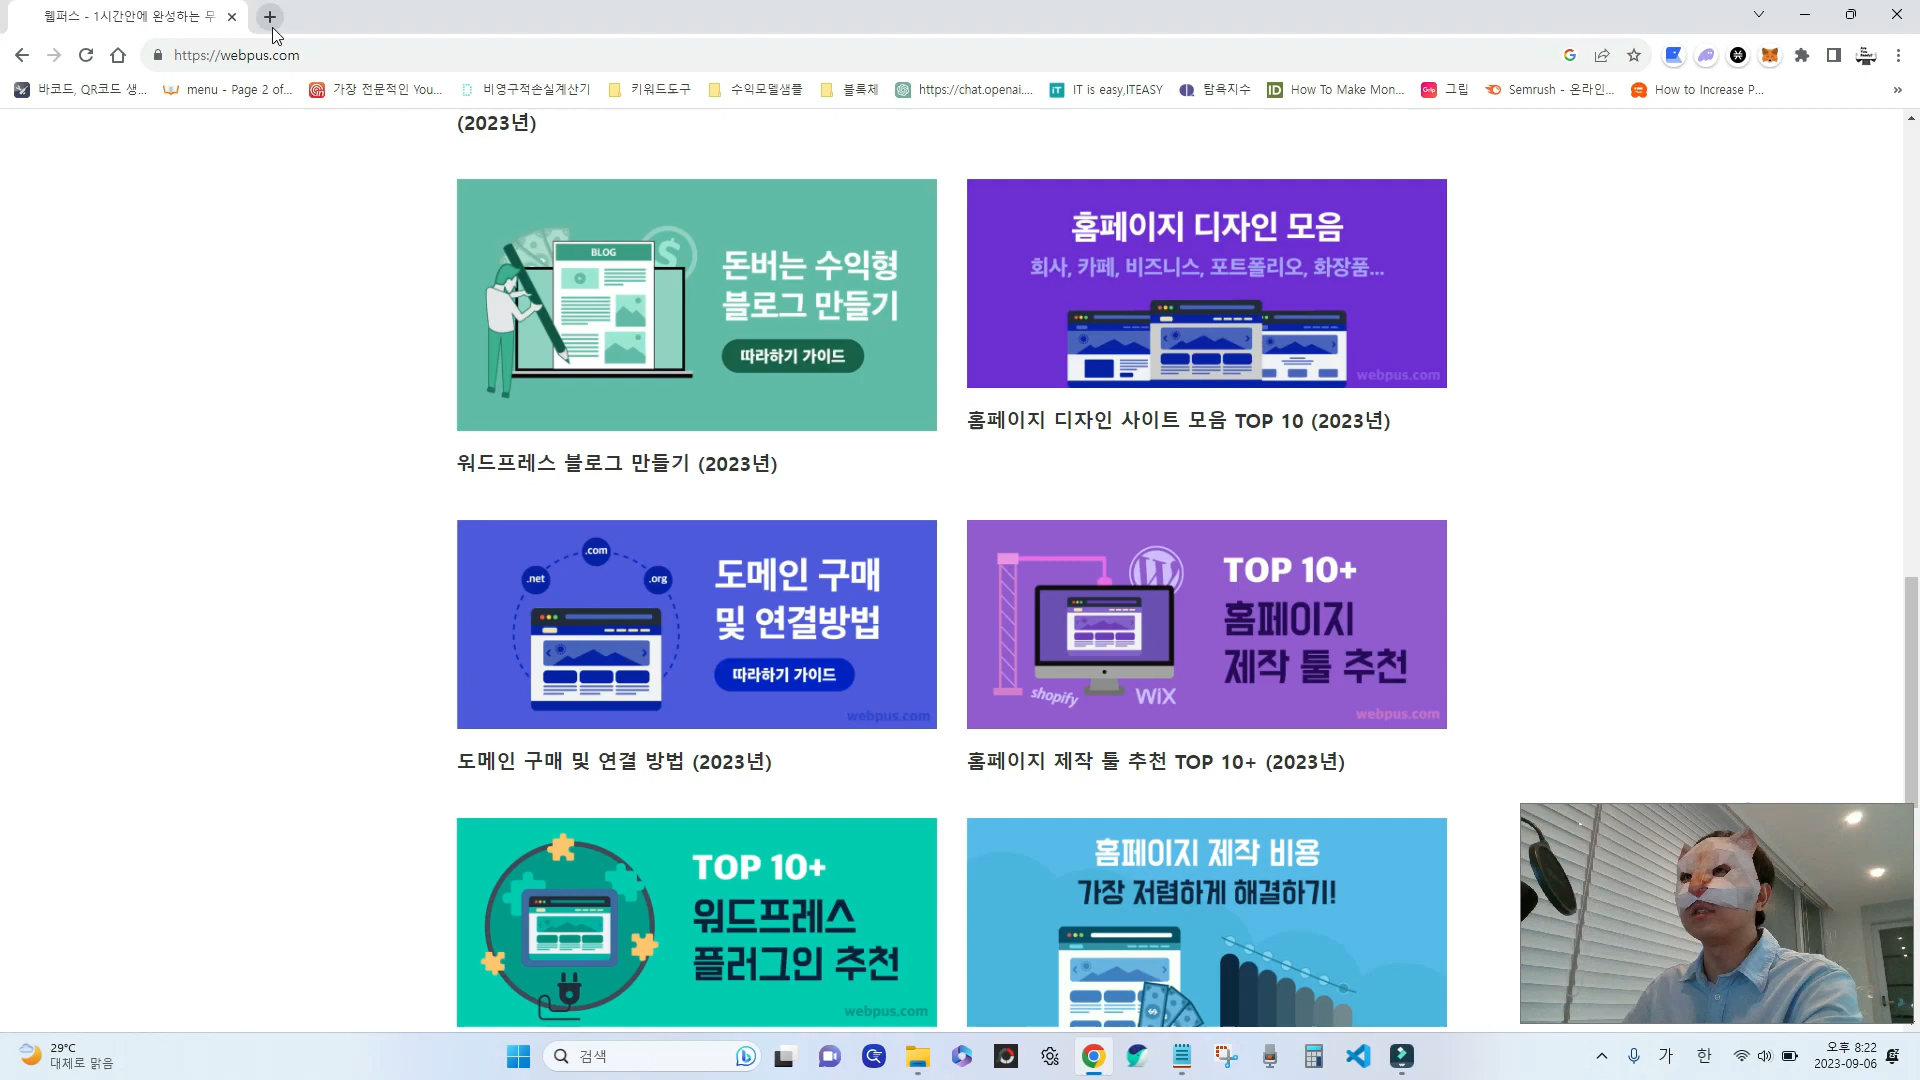 웹퍼스 - 1시간안에 완성하는 무
https://webpus.com
바코드, QR코드 생...
menu - Page 2 of...
가장 전문적인 You...
비영구적손실계산기
키워드도구
수익모델샘플
블록체
https://chat.openai....
IT is easy,ITEASY
탐욕지수
How To Make Mon...
그립
Semrush - 온라인...
How to Increase P...
(2023년)
BLOG
돈버는 수익형
블로그 만들기
따라하기 가이드
홈페이지 디자인 모음
회사, 카페, 비즈니스, 포트폴리오, 화장품...
webpus.com
홈페이지 디자인 사이트 모음 TOP 10 (2023년)
워드프레스 블로그 만들기 (2023년)
.com
.net
.org
도메인 구매
및 연결방법
따라하기 가이드
webpus.com
TOP 10+
홈페이지
제작 툴 추천
shopify
WiX
webpus.com
도메인 구매 및 연결 방법 (2023년)
홈페이지 제작 툴 추천 TOP 10+ (2023년)
TOP 10+
워드프레스
플러그인 추천
webpus.com
홈페이지 제작 비용
가장 저렴하게 해결하기!
29°C
대체로 맑음
검색
가
한
오후 8:22
2023-09-06